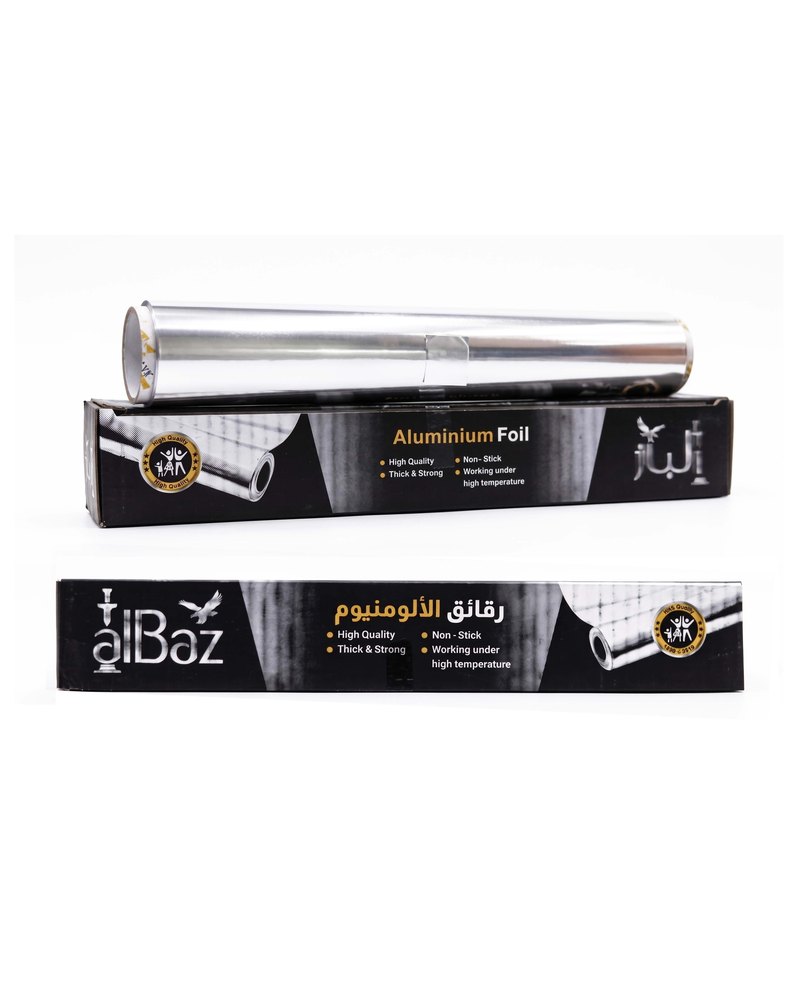 Aluminium Foil
High Quality
Thick & Strong
Non- Stick
Working under
high temperature
High Quality
High Quality
الباز
alBaz
رقائق الألومنيوم
High Quality
Thick & Strong
Non - Stick
Working under
high temperature
High Quality